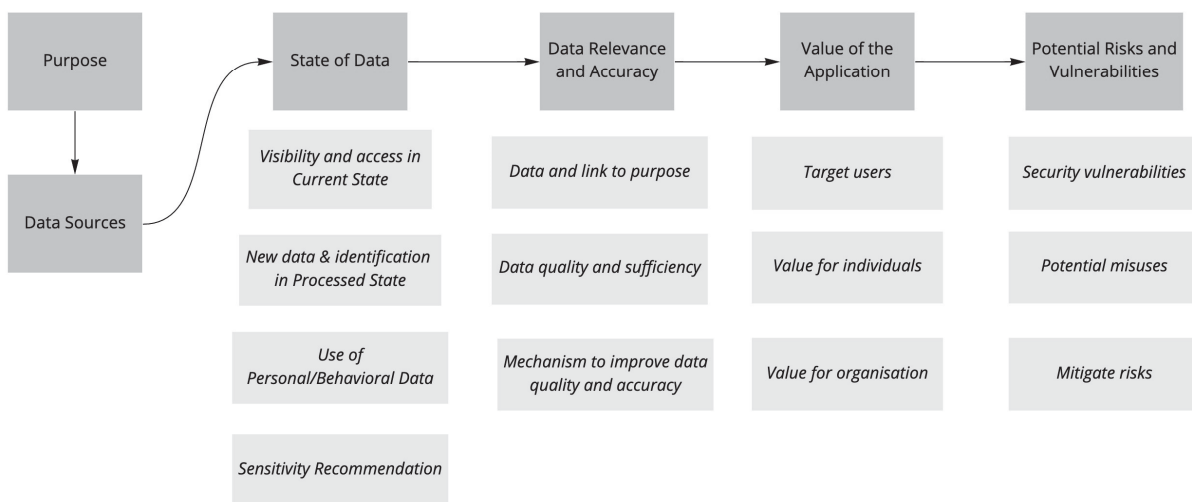 Purpose
Data Sources
State of Data
Visibility and access in
Current State
New data & identification
in Processed State
Use of
Personal/Behavioral Data
Sensitivity Recommendation
Data Relevance
and Accuracy
Data and link to purpose
Data quality and sufficiency
Mechanism to improve data
quality and accuracy
Value of the
Application
Target users
Value for individuals
Value for organisation
Potential Risks and
Vulnerabilities
Security vulnerabilities
Potential misuses
Mitigate risks